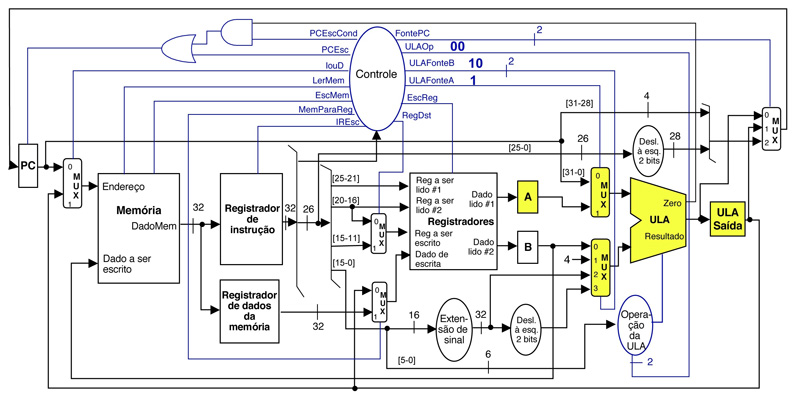 PCEscCond
FontePC
2
PCEsc
ULAOp
00
IouD
ULAFonteB
10
2
LerMem
Controle
ULAFonteA
1
EscMem
EscReg
MemParaReg
RegDst
IREsc
[31-28]
4
[25-0]
26
Desl.
à esq.
2 bits
28
0
1
2
MUX
PC
0
MUX
1
Endereço
Memória
DadoMem
Dado a ser
escrito
32
Registrador
de
instrução
32
26
[25-21]
[20-16]
[15-11]
[15-0]
0
MUX
1
Reg a ser
lido #1
Reg a ser
lido #2
Registradores
Reg a ser
escrito
Dado de
escrita
Dado
lido #1
Dado
lido #2
A
B
[31-0]
0
MUX
1
4
0
1
2
3
MUX
Zero
ULA
Resultado
ULA
Saída
Registrador
de dados
da
memória
32
0
MUX
1
16
Extensão
de
sinal
32
Desl.
à esq.
2 bits
Operação
da
ULA
[5-0]
6
2